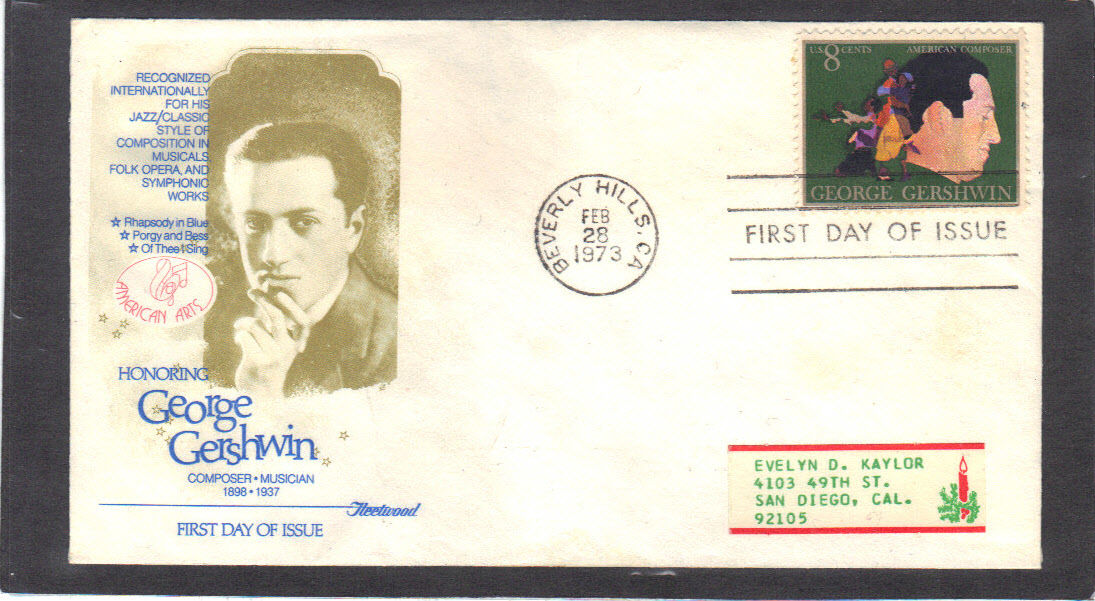 RECOGNIZED
INTERNATIONALLY
FOR HIS
JAZZ/CLASSIC
STYLE OF
COMPOSITION IN
MUSICALS,
FOLK OPERA, AND
SYMPHONIC
WORKS
☆ Rhapsody in Blue
☆ Porgy and Bess
☆ Of Thee I Sing
AMERICAN ARTS
HONORING
George
Gershwin
COMPOSER • MUSICIAN
1898 • 1937
Fleetwood
FIRST DAY OF ISSUE
BEVERLY HILLS, CA
FEB
28
1973
U.S. 8 CENTS AMERICAN COMPOSER
GEORGE GERSHWIN
FIRST DAY OF ISSUE
EVELYN D. KAYLOR
4103 49TH ST.
SAN DIEGO, CAL.
92105